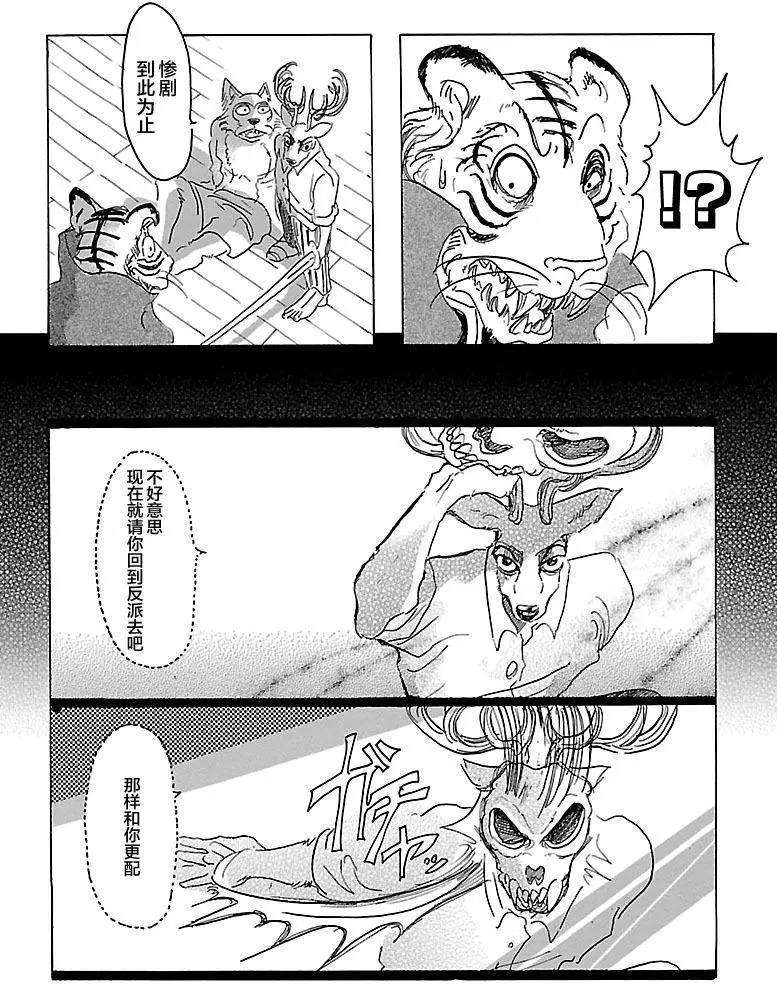 !?
惨剧
到此为止
不好意思
现在就请你回到反派去吧
ガチャッ
那样和你更配